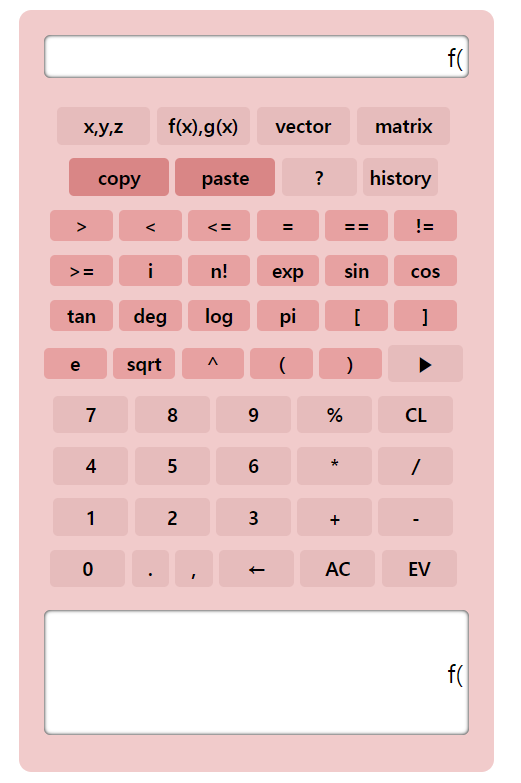 f(
x,y,z f(x),g(x) vector matrix
copy paste ? history
> < <= = == !=
>= i n! exp sin cos
tan deg log pi [ ]
e sqrt ^ ( ) ▶
7 8 9 % CL
4 5 6 * /
1 2 3 + -
0 . , ← AC EV
f(